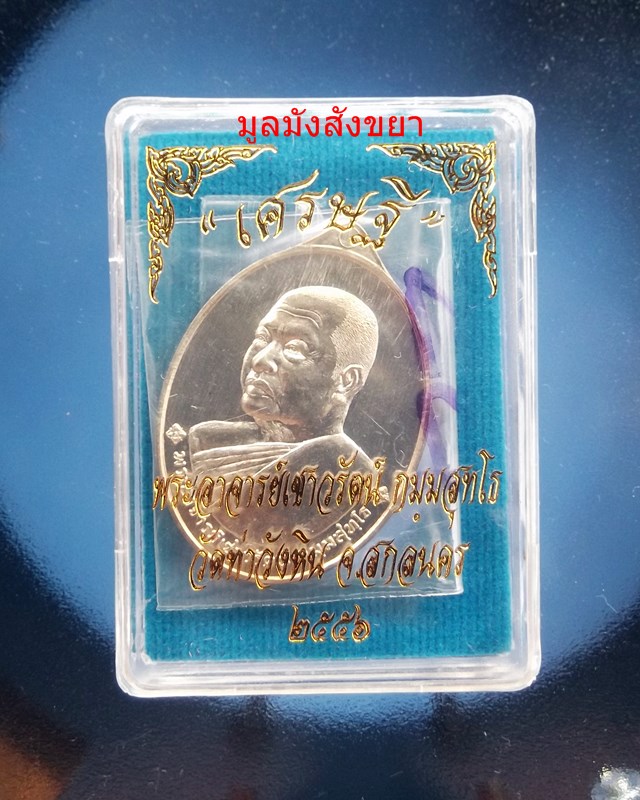 มูลมังสังขยา
"เศรษฐี"
พระอาจารย์เชาวรัตน์ กมฺมสุทฺโธ
วัดท่าวังหิน จ.สกลนคร
๒๕๕๖